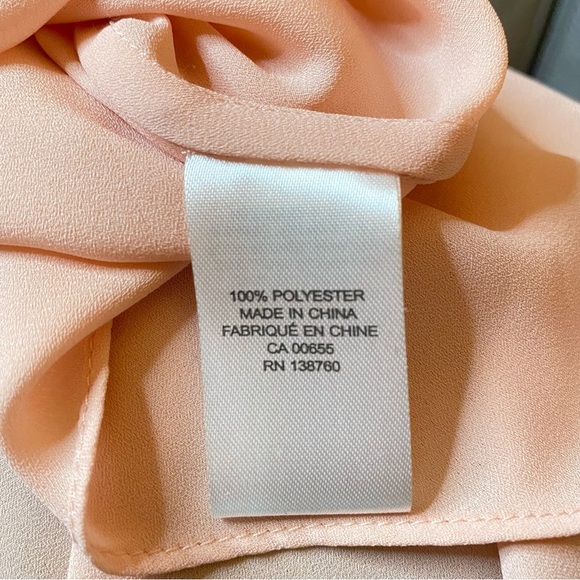 100% POLYESTER
MADE IN CHINA
FABRIQUÉ EN CHINE
CA 00655
RN 138760